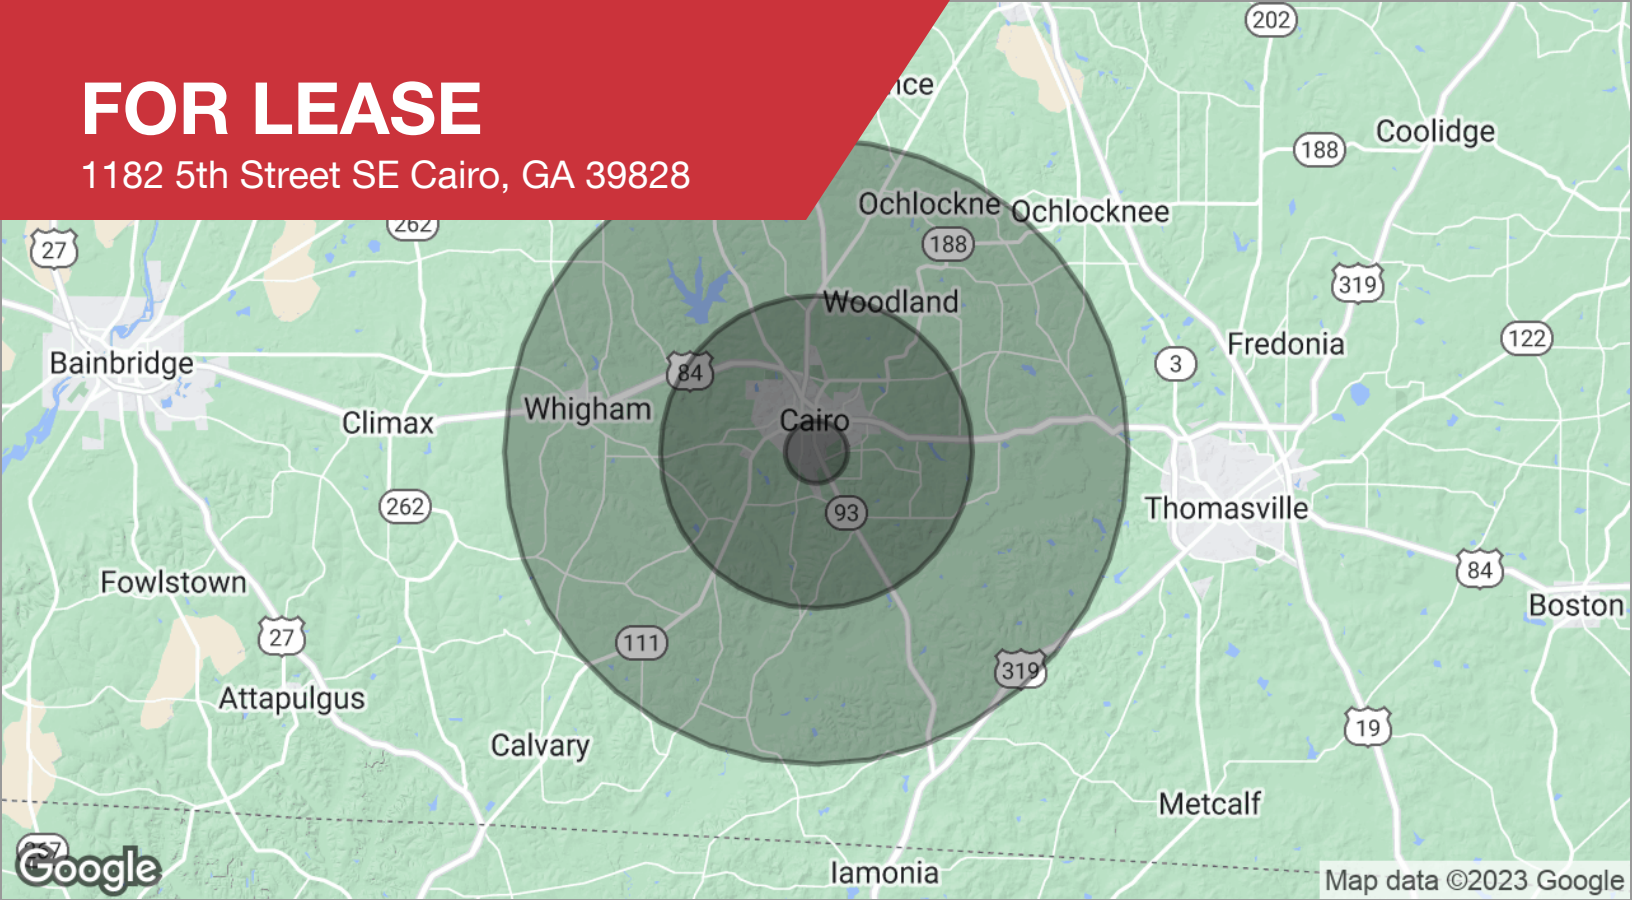 FOR LEASE
1182 5th Street SE Cairo, GA 39828
202
nce
Coolidge
188
Ochlockne
Ochlocknee
262
27
188
319
Woodland
122
Fredonia
3
Bainbridge
84
Whigham
Climax
Cairo
262
93
Thomasville
84
Fowlstown
Boston
27
111
319
Attapulgus
19
Calvary
Metcalf
Google
Iamonia
Map data ©2023 Google